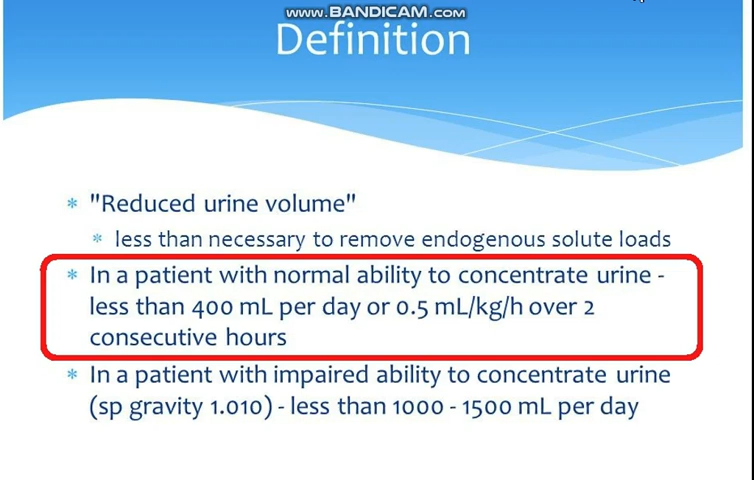 www.BANDICAM.com
Definition
* "Reduced urine volume"
* less than necessary to remove endogenous solute loads
* In a patient with normal ability to concentrate urine -
less than 400 mL per day or 0.5 mL/kg/h over 2
consecutive hours
* In a patient with impaired ability to concentrate urine
(sp gravity 1.010) - less than 1000 - 1500 mL per day